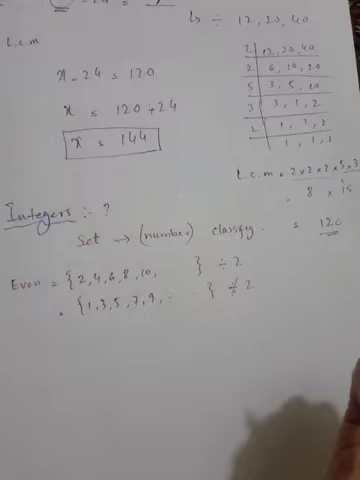 L.c.m
x - 24 = 120
x = 120 + 24
x = 144
↳ ÷ 12, 20, 40
2 | 12, 20, 40
2 | 6, 10, 20
5 | 3, 5, 10
3 | 3, 1, 2
2 | 1, 1, 2
1, 1, 1
L.c.m = 2 x 2 x 2 x 5 x 3
= 8 x 15
= 120
Integers :- ?
Set → (number) classify.
Even = { 2, 4, 6, 8, 10, } ÷ 2
= { 1, 3, 5, 7, 9, } ≠ 2